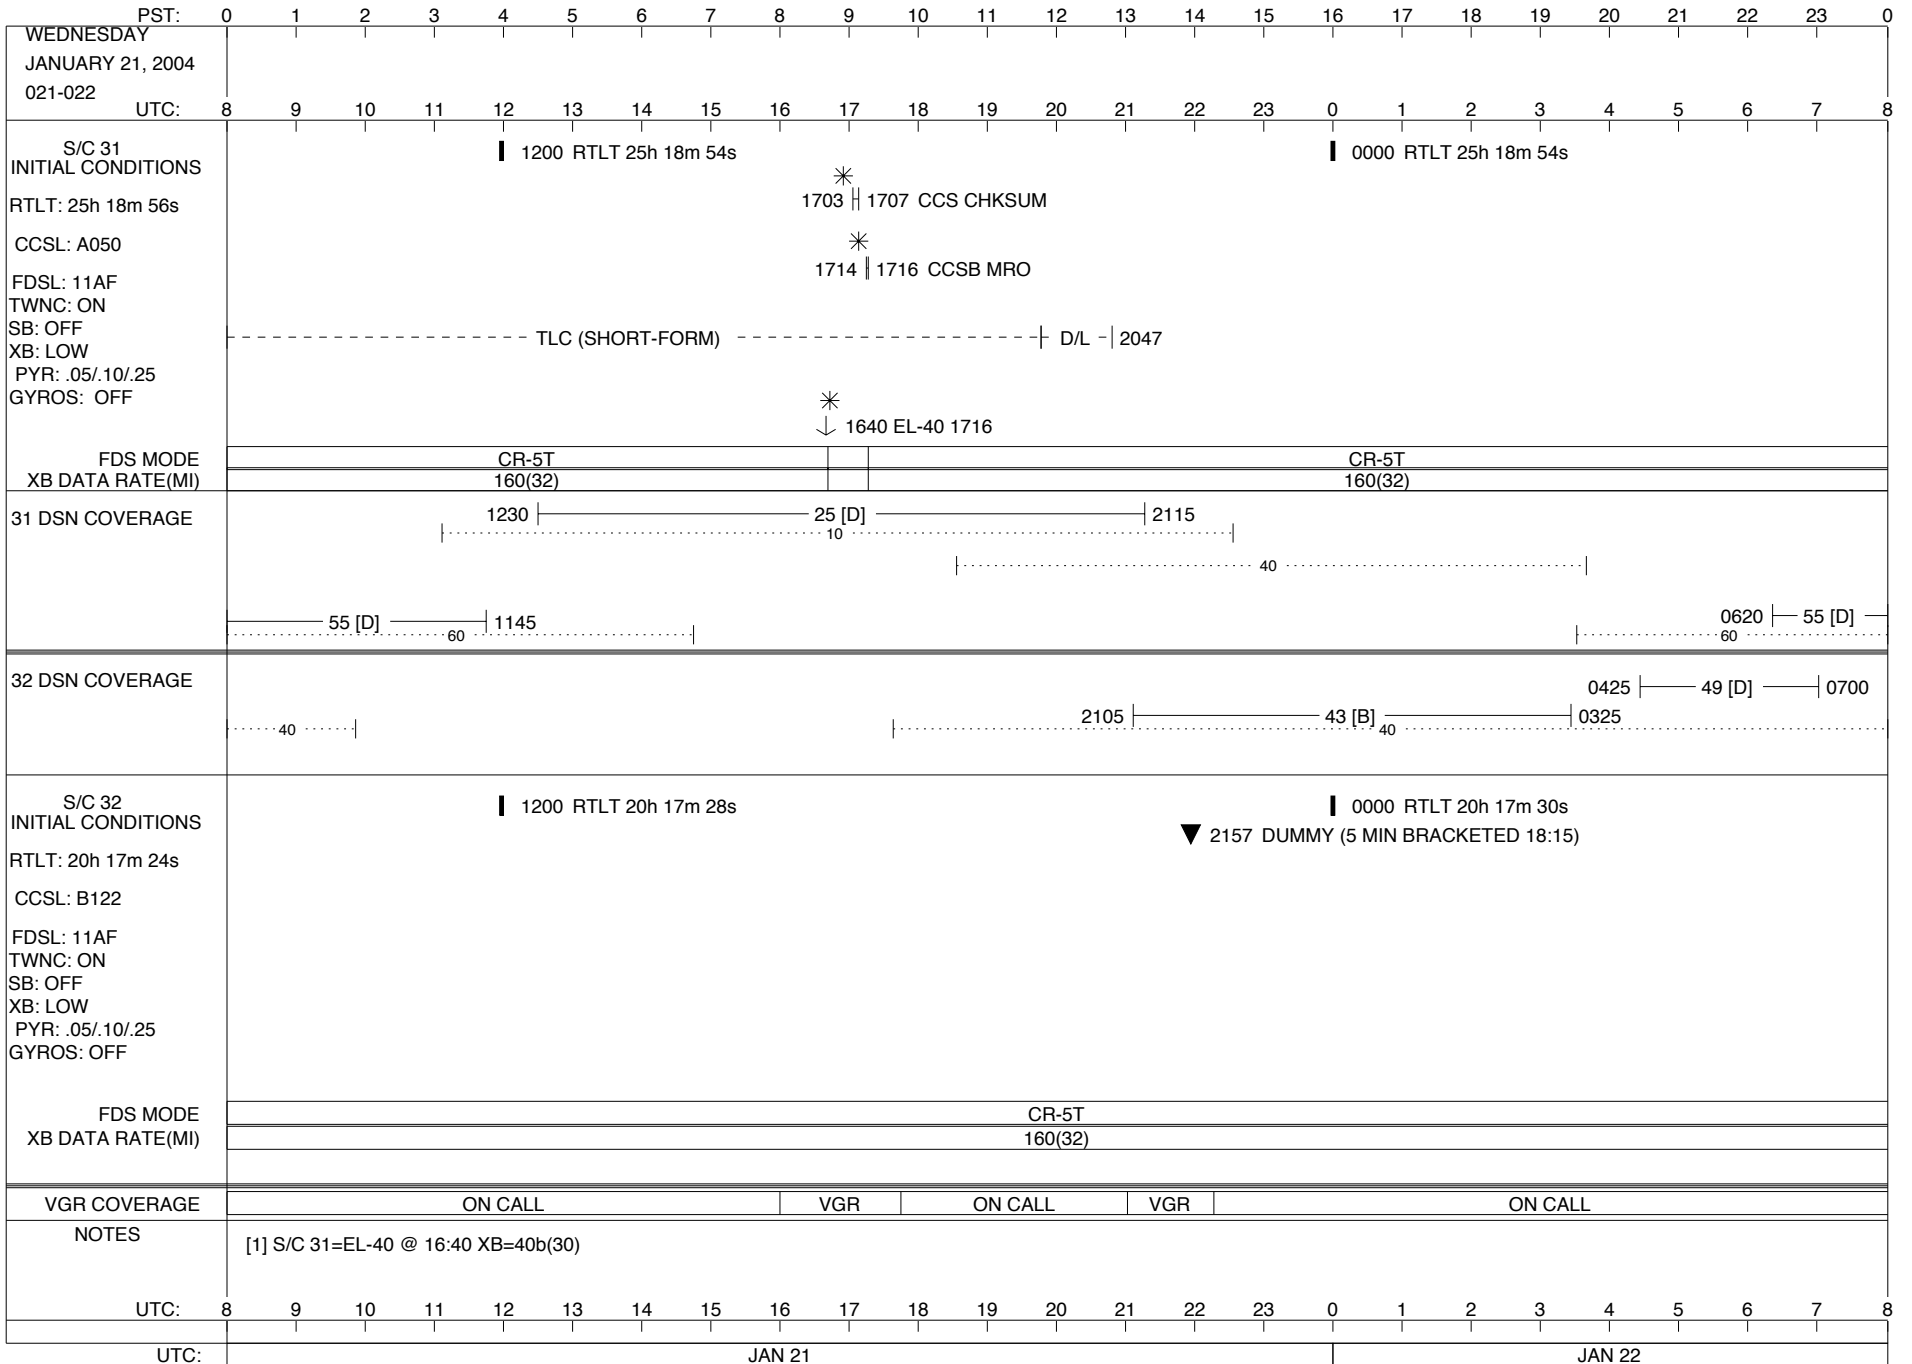 PST: 0 1 2 3 4 5 6 7 8 9 10 11 12 13 14 15 16 17 18 19 20 21 22 23 0
WEDNESDAY
JANUARY 21, 2004
021-022
UTC: 8 9 10 11 12 13 14 15 16 17 18 19 20 21 22 23 0 1 2 3 4 5 6 7 8
S/C 31
INITIAL CONDITIONS
RTLT: 25h 18m 56s
CCSL: A050
FDSL: 11AF
TWNC: ON
SB: OFF
XB: LOW
PYR: .05/.10/.25
GYROS: OFF
1200 RTLT 25h 18m 54s
0000 RTLT 25h 18m 54s
1703 1707 CCS CHKSUM
1714 1716 CCSB MRO
TLC (SHORT-FORM) D/L 2047
1640 EL-40 1716
FDS MODE CR-5T CR-5T
XB DATA RATE(MI) 160(32) 160(32)
31 DSN COVERAGE
1230 25 [D] 2115
10
40
55 [D] 1145
60
0620 55 [D]
60
32 DSN COVERAGE
0425 49 [D] 0700
2105 43 [B] 0325
40 40
S/C 32
INITIAL CONDITIONS
RTLT: 20h 17m 24s
CCSL: B122
FDSL: 11AF
TWNC: ON
SB: OFF
XB: LOW
PYR: .05/.10/.25
GYROS: OFF
1200 RTLT 20h 17m 28s
0000 RTLT 20h 17m 30s
2157 DUMMY (5 MIN BRACKETED 18:15)
FDS MODE CR-5T
XB DATA RATE(MI) 160(32)
VGR COVERAGE ON CALL VGR ON CALL VGR ON CALL
NOTES
[1] S/C 31=EL-40 @ 16:40 XB=40b(30)
UTC: 8 9 10 11 12 13 14 15 16 17 18 19 20 21 22 23 0 1 2 3 4 5 6 7 8
UTC: JAN 21 JAN 22